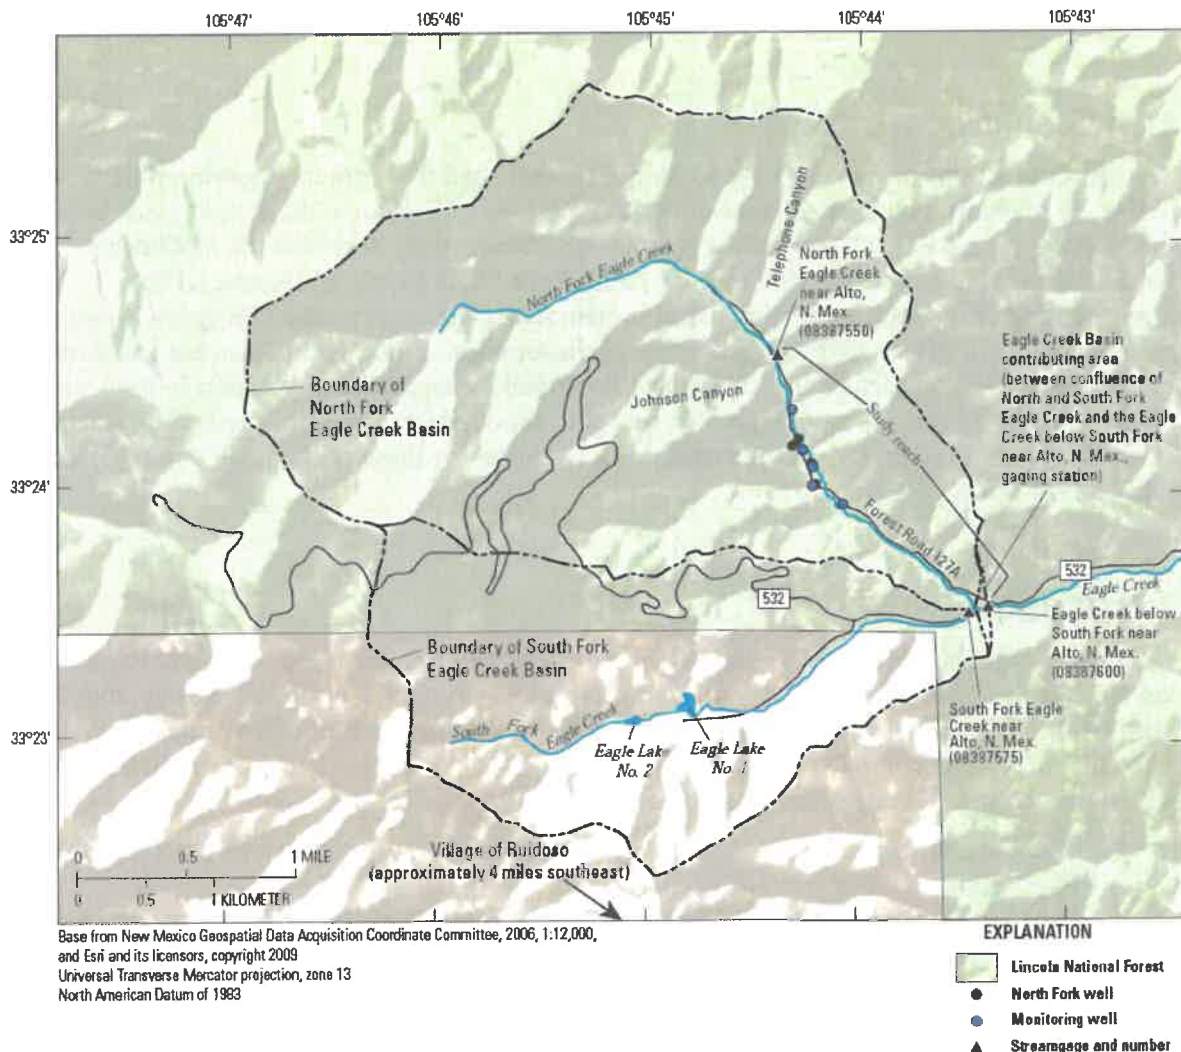 105°47'
105°46'
105°45'
105°44'
105°43'
33°25'
33°24'
33°23'
Telephone Canyon
North Fork
Eagle Creek
near Alto,
N. Mex.
(08387550)
North Fork Eagle Creek
Eagle Creek Basin
contributing area
(between confluence of
North and South Fork
Eagle Creek and the Eagle
Creek below South Fork
near Alto, N. Mex.,
gaging station)
Boundary of
North Fork
Eagle Creek Basin
Johnson Canyon
Study reach
Forest Road 127A
532
Eagle Creek
532
Eagle Creek below
South Fork near
Alto, N. Mex.
(08387600)
Boundary of South Fork
Eagle Creek Basin
South Fork Eagle Creek
Eagle Lak
No. 2
Eagle Lake
No. 1
South Fork Eagle
Creek near
Alto, N. Mex.
(08387575)
Village of Ruidoso
(approximately 4 miles southeast)
0 0.5 1 MILE
0 0.5 1 KILOMETER
Base from New Mexico Geospatial Data Acquisition Coordinate Committee, 2006, 1:12,000,
and Esri and its licensors, copyright 2009
Universal Transverse Mercator projection, zone 13
North American Datum of 1983
EXPLANATION
Lincoln National Forest
North Fork well
Monitoring well
Streamgage and number